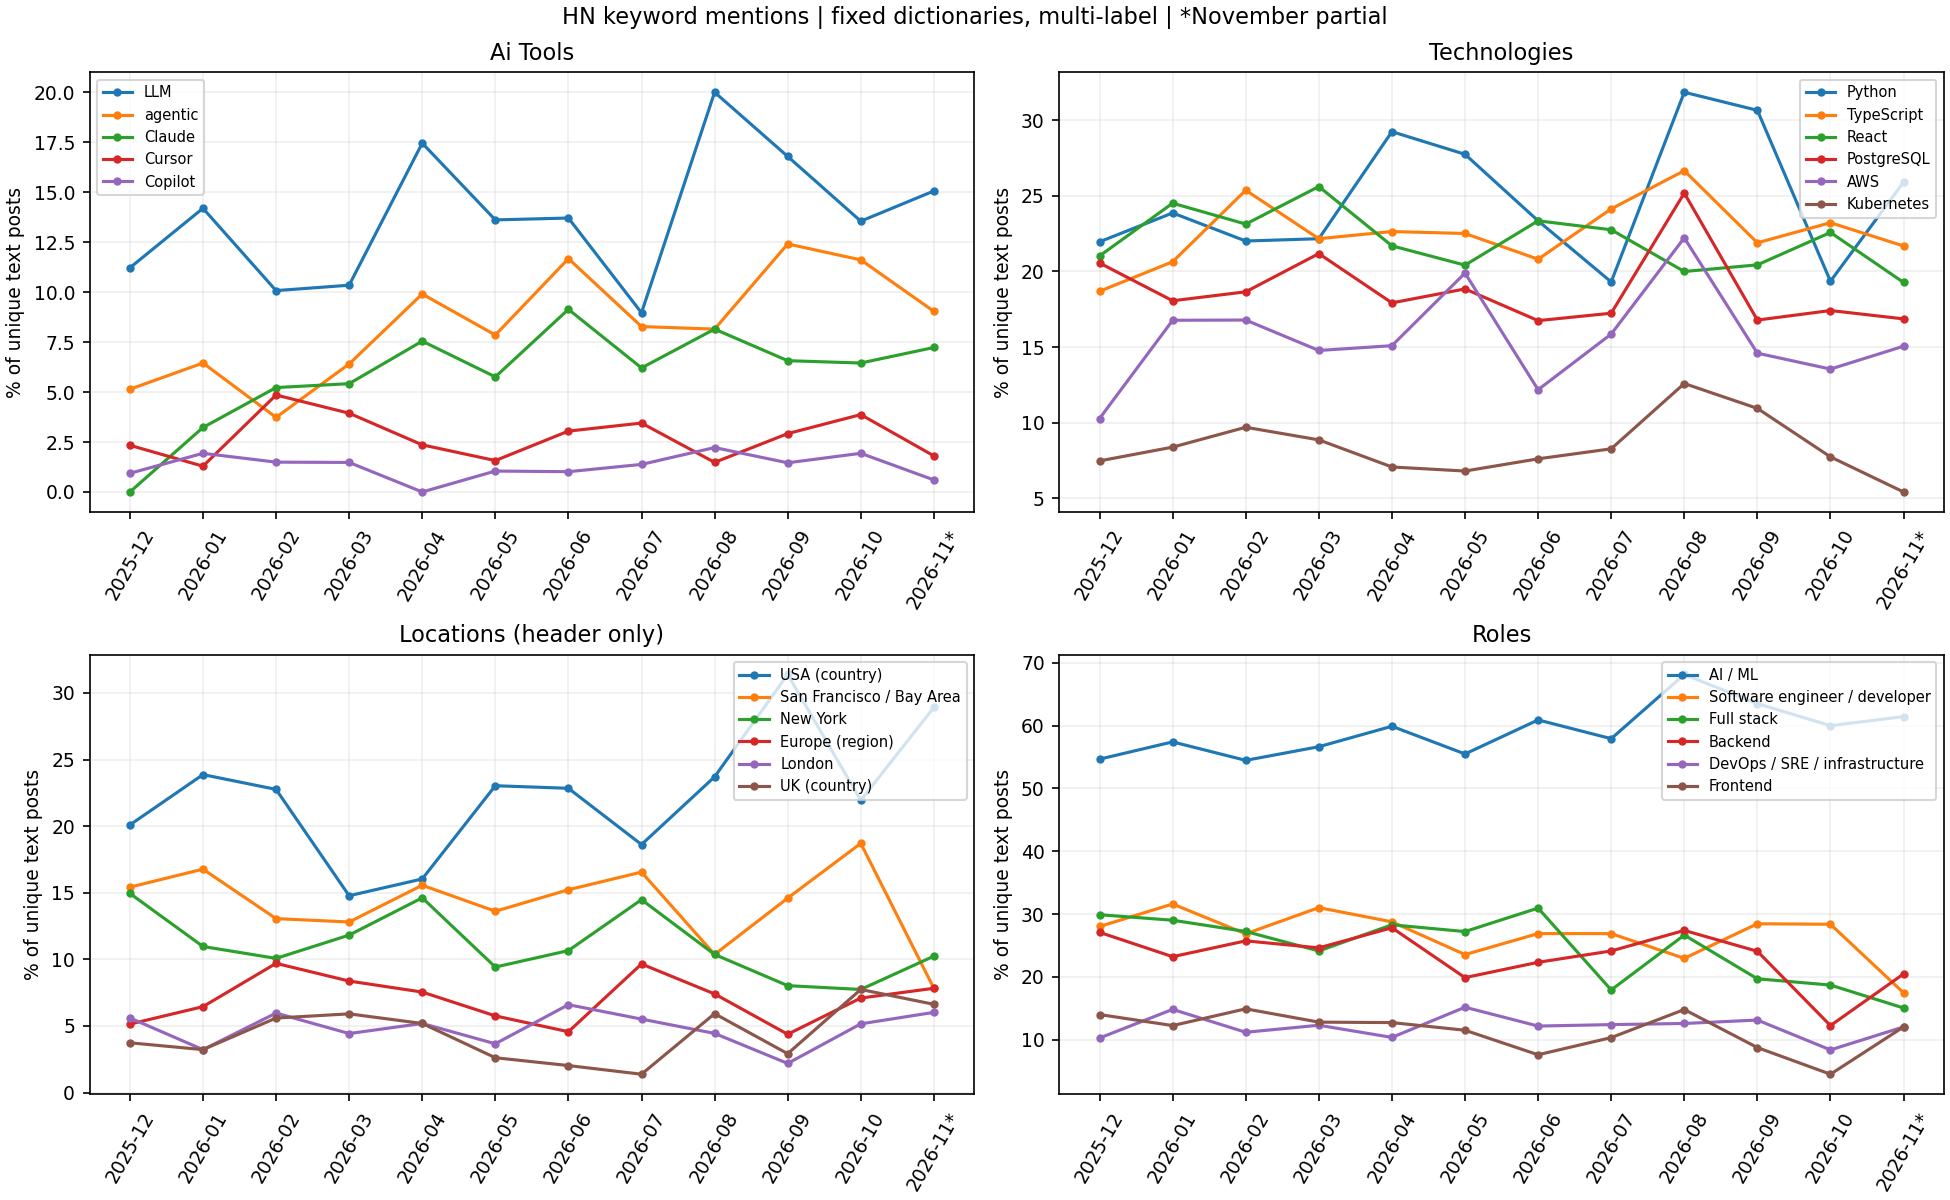 HN keyword mentions | fixed dictionaries, multi-label | *November partial
Ai Tools
% of unique text posts
20.0
17.5
15.0
12.5
10.0
7.5
5.0
2.5
0.0
LLM
agentic
Claude
Cursor
Copilot
2025-12
2026-01
2026-02
2026-03
2026-04
2026-05
2026-06
2026-07
2026-08
2026-09
2026-10
2026-11*
Technologies
% of unique text posts
30
25
20
15
10
5
Python
TypeScript
React
PostgreSQL
AWS
Kubernetes
2025-12
2026-01
2026-02
2026-03
2026-04
2026-05
2026-06
2026-07
2026-08
2026-09
2026-10
2026-11*
Locations (header only)
% of unique text posts
30
25
20
15
10
5
0
USA (country)
San Francisco / Bay Area
New York
Europe (region)
London
UK (country)
2025-12
2026-01
2026-02
2026-03
2026-04
2026-05
2026-06
2026-07
2026-08
2026-09
2026-10
2026-11*
Roles
% of unique text posts
70
60
50
40
30
20
10
AI / ML
Software engineer / developer
Full stack
Backend
DevOps / SRE / infrastructure
Frontend
2025-12
2026-01
2026-02
2026-03
2026-04
2026-05
2026-06
2026-07
2026-08
2026-09
2026-10
2026-11*